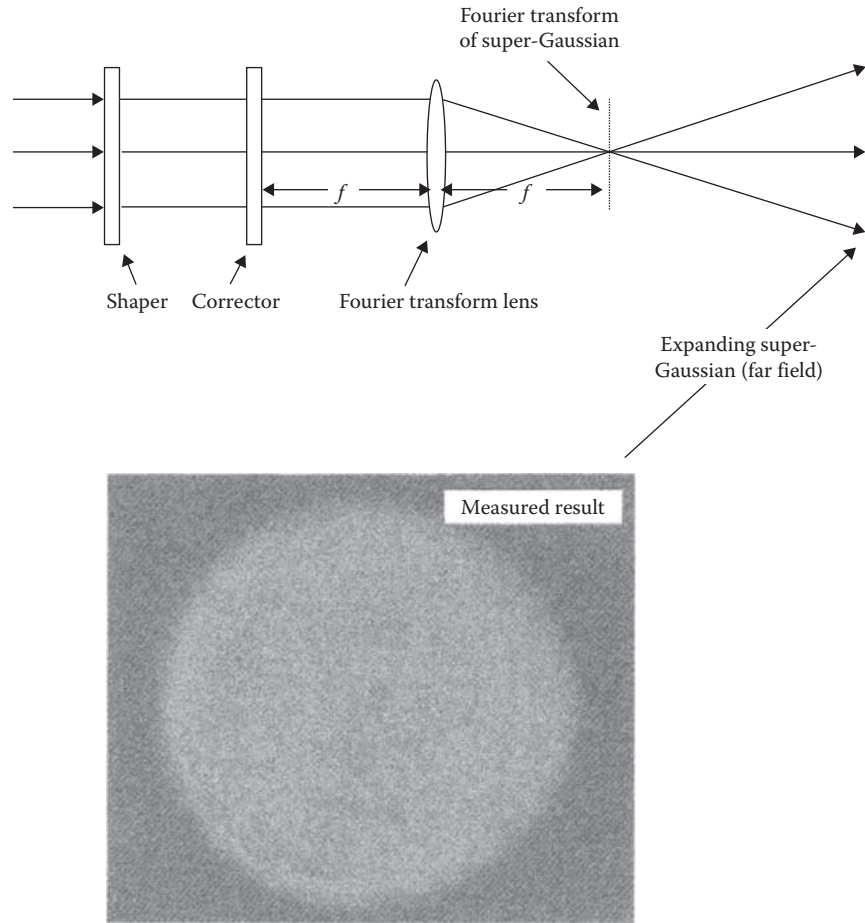 Fourier transform
of super-Gaussian
f
f
Shaper
Corrector
Fourier transform lens
Expanding super-
Gaussian (far field)
Measured result